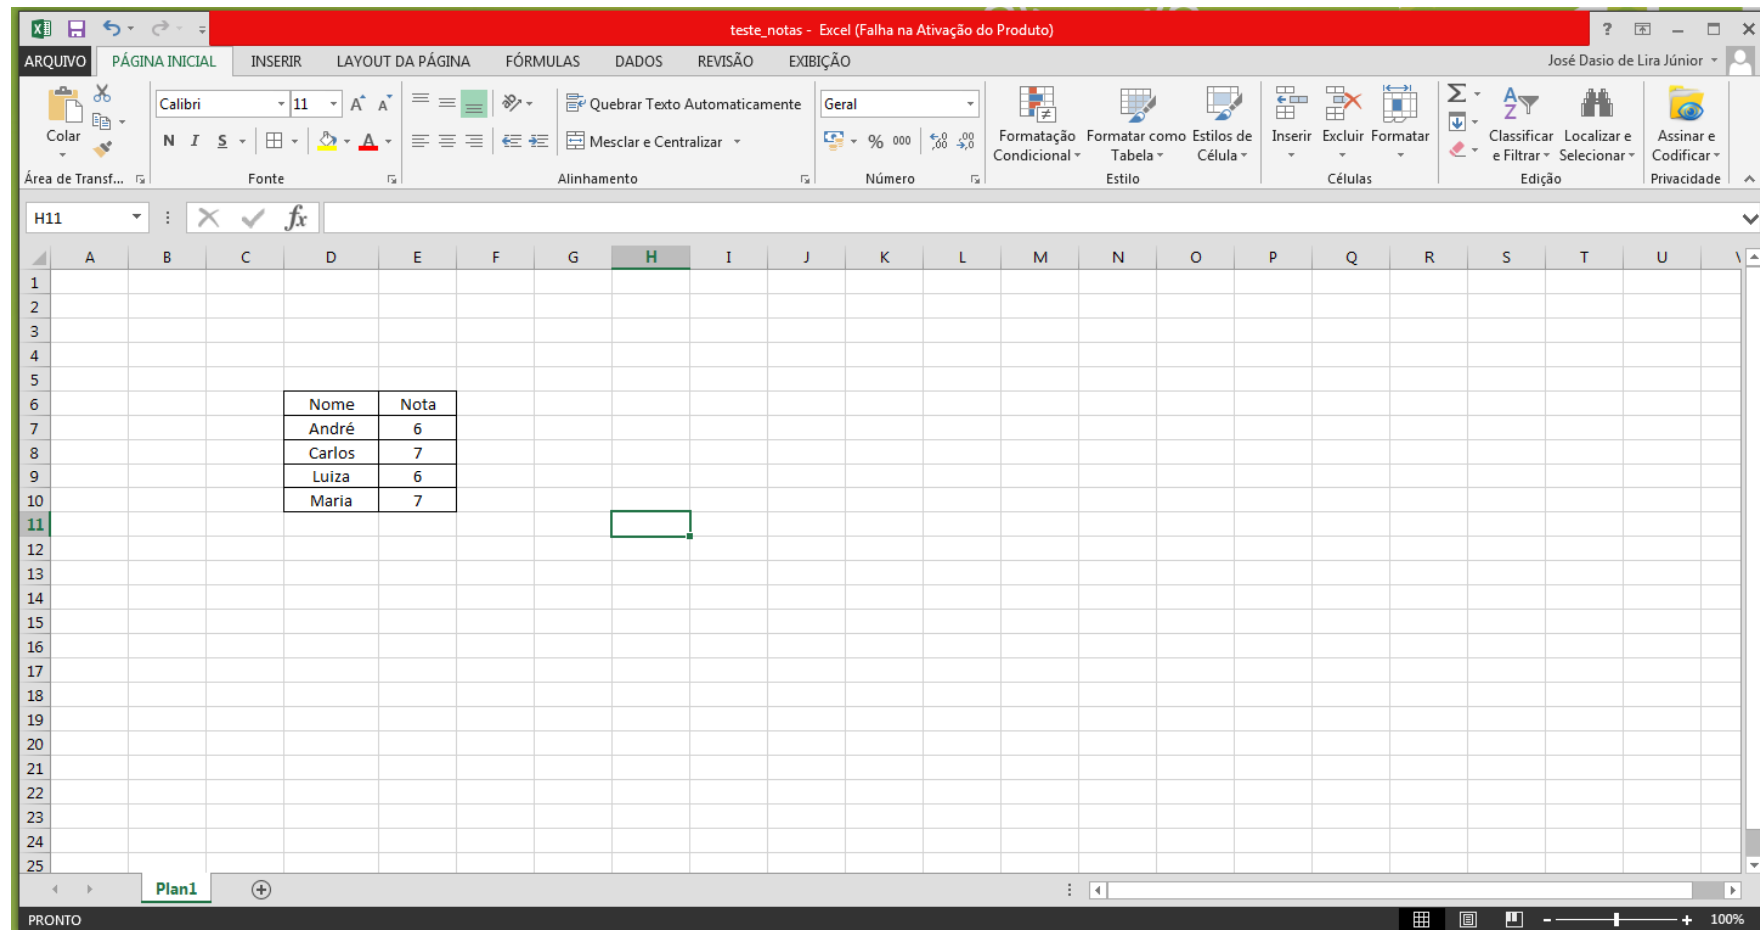 teste_notas - Excel (Falha na Ativação do Produto)
ARQUIVO PÁGINA INICIAL INSERIR LAYOUT DA PÁGINA FÓRMULAS DADOS REVISÃO EXIBIÇÃO José Dasio de Lira Júnior
Colar
Área de Transf...
Calibri 11
N I S
Fonte
Quebrar Texto Automaticamente
Mesclar e Centralizar
Alinhamento
Geral
% 000
Número
Formatação Condicional
Formatar como Tabela
Estilos de Célula
Estilo
Inserir Excluir Formatar
Células
Classificar e Filtrar
Localizar e Selecionar
Edição
Assinar e Codificar
Privacidade
H11 fx
A B C D E F G H I J K L M N O P Q R S T U
1
2
3
4
5
6 Nome Nota
7 André 6
8 Carlos 7
9 Luiza 6
10 Maria 7
11
12
13
14
15
16
17
18
19
20
21
22
23
24
25
Plan1
PRONTO 100%